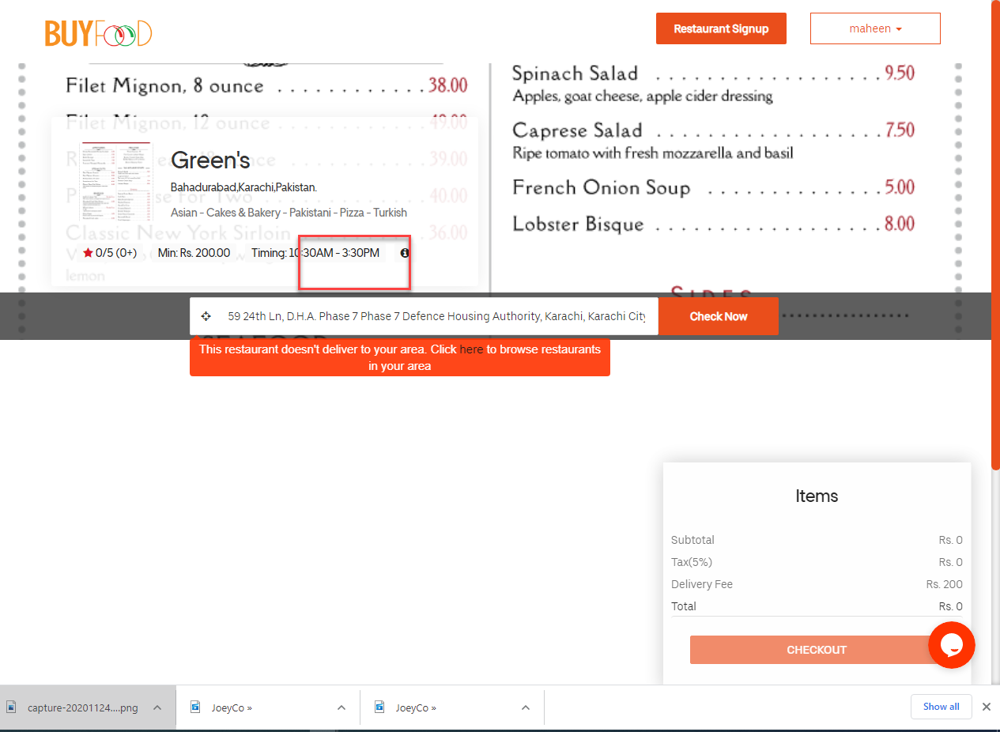 BUYFOOD
Restaurant Signup
maheen
Filet Mignon, 8 ounce . . . . . . . . . . . . 38.00
Filet Mignon, 12 ounce . . . . . . . . . . . . 49.00
39.00
40.00
Classic New York Sirloin . . . . . . . . . . 36.00
lemon
Green's
Bahadurabad,Karachi,Pakistan.
Asian - Cakes & Bakery - Pakistani - Pizza - Turkish
0/5 (0+) Min: Rs. 200.00 Timing: 10:30AM - 3:30PM
Spinach Salad . . . . . . . . . . . . . . . . . . 9.50
Apples, goat cheese, apple cider dressing
Caprese Salad . . . . . . . . . . . . . . . . . . 7.50
Ripe tomato with fresh mozzarella and basil
French Onion Soup . . . . . . . . . . . . . . 5.00
Lobster Bisque . . . . . . . . . . . . . . . . . . 8.00
SIDES
59 24th Ln, D.H.A. Phase 7 Phase 7 Defence Housing Authority, Karachi, Karachi City
Check Now
SEAFOOD
This restaurant doesn't deliver to your area. Click here to browse restaurants
in your area
Items
Subtotal Rs. 0
Tax(5%) Rs. 0
Delivery Fee Rs. 200
Total Rs. 0
CHECKOUT
capture-20201124....png
JoeyCo »
JoeyCo »
Show all